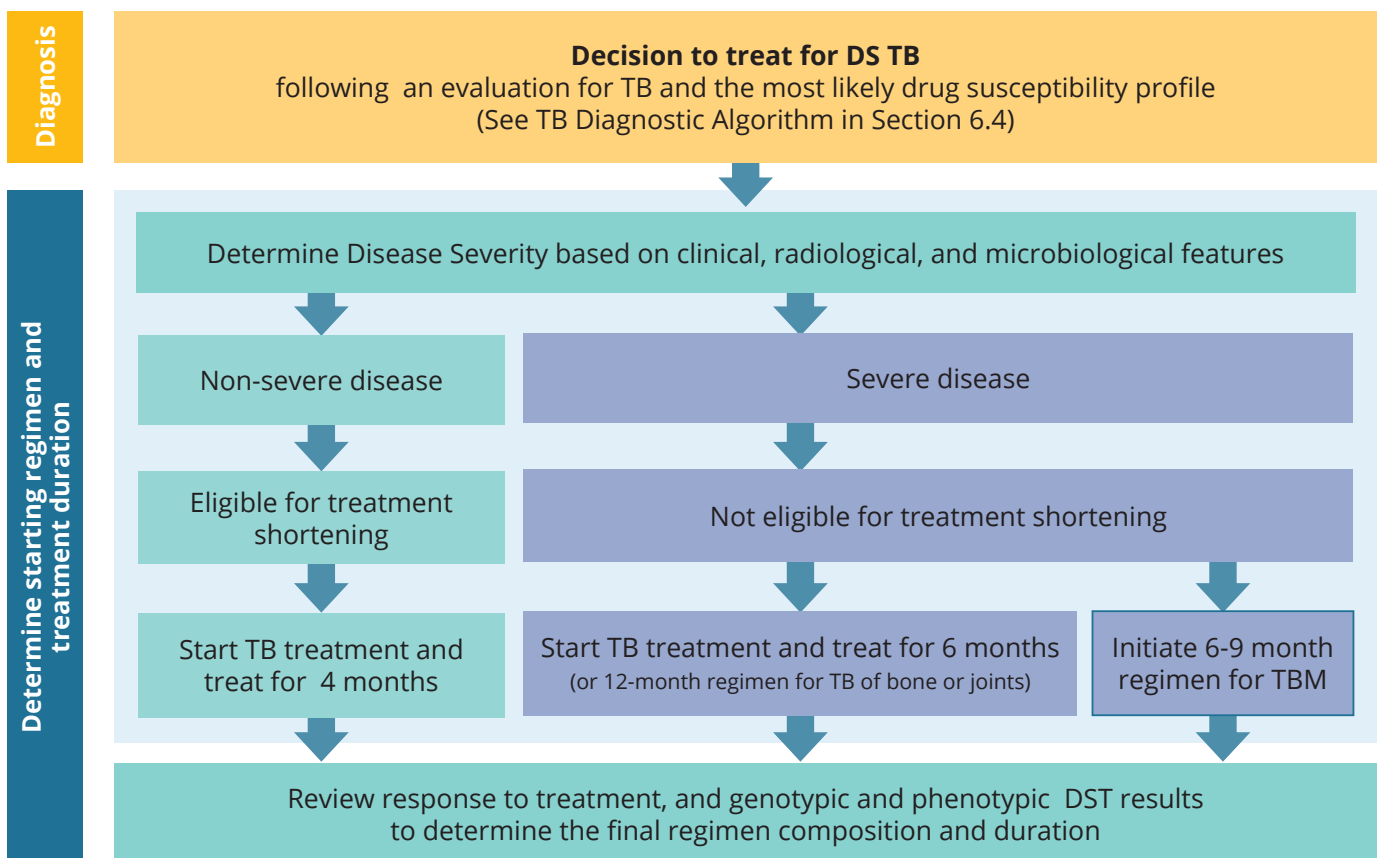 Diagnosis
Decision to treat for DS TB
following an evaluation for TB and the most likely drug susceptibility profile
(See TB Diagnostic Algorithm in Section 6.4)
Determine starting regimen and
treatment duration
Determine Disease Severity based on clinical, radiological, and microbiological features
Non-severe disease
Severe disease
Eligible for treatment
shortening
Not eligible for treatment shortening
Start TB treatment and
treat for 4 months
Start TB treatment and treat for 6 months
(or 12-month regimen for TB of bone or joints)
Initiate 6-9 month
regimen for TBM
Review response to treatment, and genotypic and phenotypic DST results
to determine the final regimen composition and duration